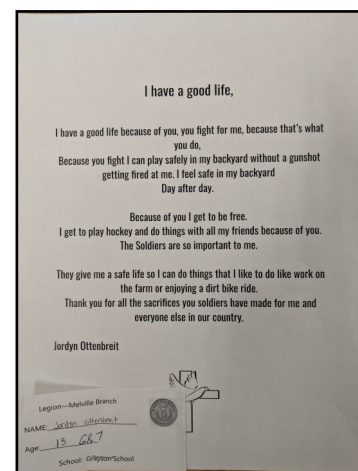 I have a good life,
I have a good life because of you, you fight for me, because that's what
you do,
Because you fight I can play safely in my backyard without a gunshot
getting fired at me. I feel safe in my backyard
Day after day.
Because of you I get to be free.
I get to play hockey and do things with all my friends because of you.
The Soldiers are so important to me.
They give me a safe life so I can do things that I like to do like work on
the farm or enjoying a dirt bike ride.
Thank you for all the sacrifices you soldiers have made for me and
everyone else in our country.
Jordyn Ottenbreit
Legion—Melville Branch
NAME: Jordyn Ottenbreit
Age: 13 GR7
School: Grayson School